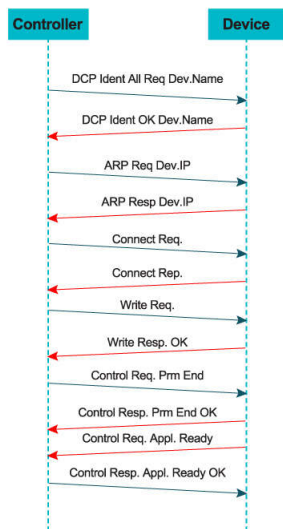 Controller
Device
DCP Ident All Req Dev.Name
DCP Ident OK Dev.Name
ARP Req Dev.IP
ARP Resp Dev.IP
Connect Req.
Connect Rep.
Write Req.
Write Resp. OK
Control Req. Prm End
Control Resp. Prm End OK
Control Req. Appl. Ready
Control Resp. Appl. Ready OK